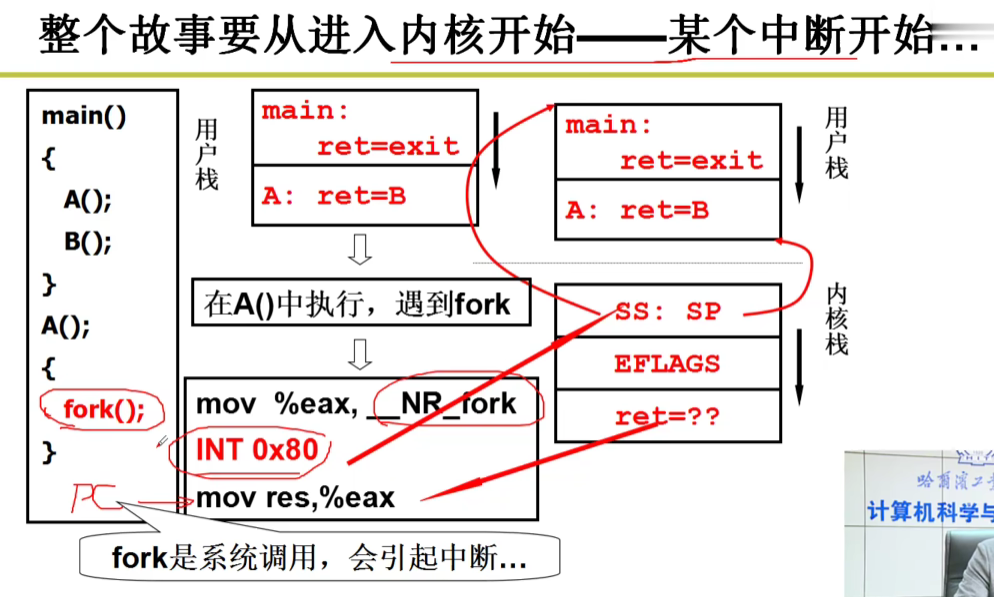 整个故事要从进入内核开始——某个中断开始…
main()
{
A();
B();
}
A();
{
fork();
}
PC
用户栈
main:
ret=exit
A: ret=B
在A()中执行，遇到fork
mov %eax, __NR_fork
INT 0x80
mov res,%eax
fork是系统调用，会引起中断…
main:
ret=exit
A: ret=B
用户栈
SS: SP
EFLAGS
ret=??
内核栈
哈尔滨工
计算机科学与